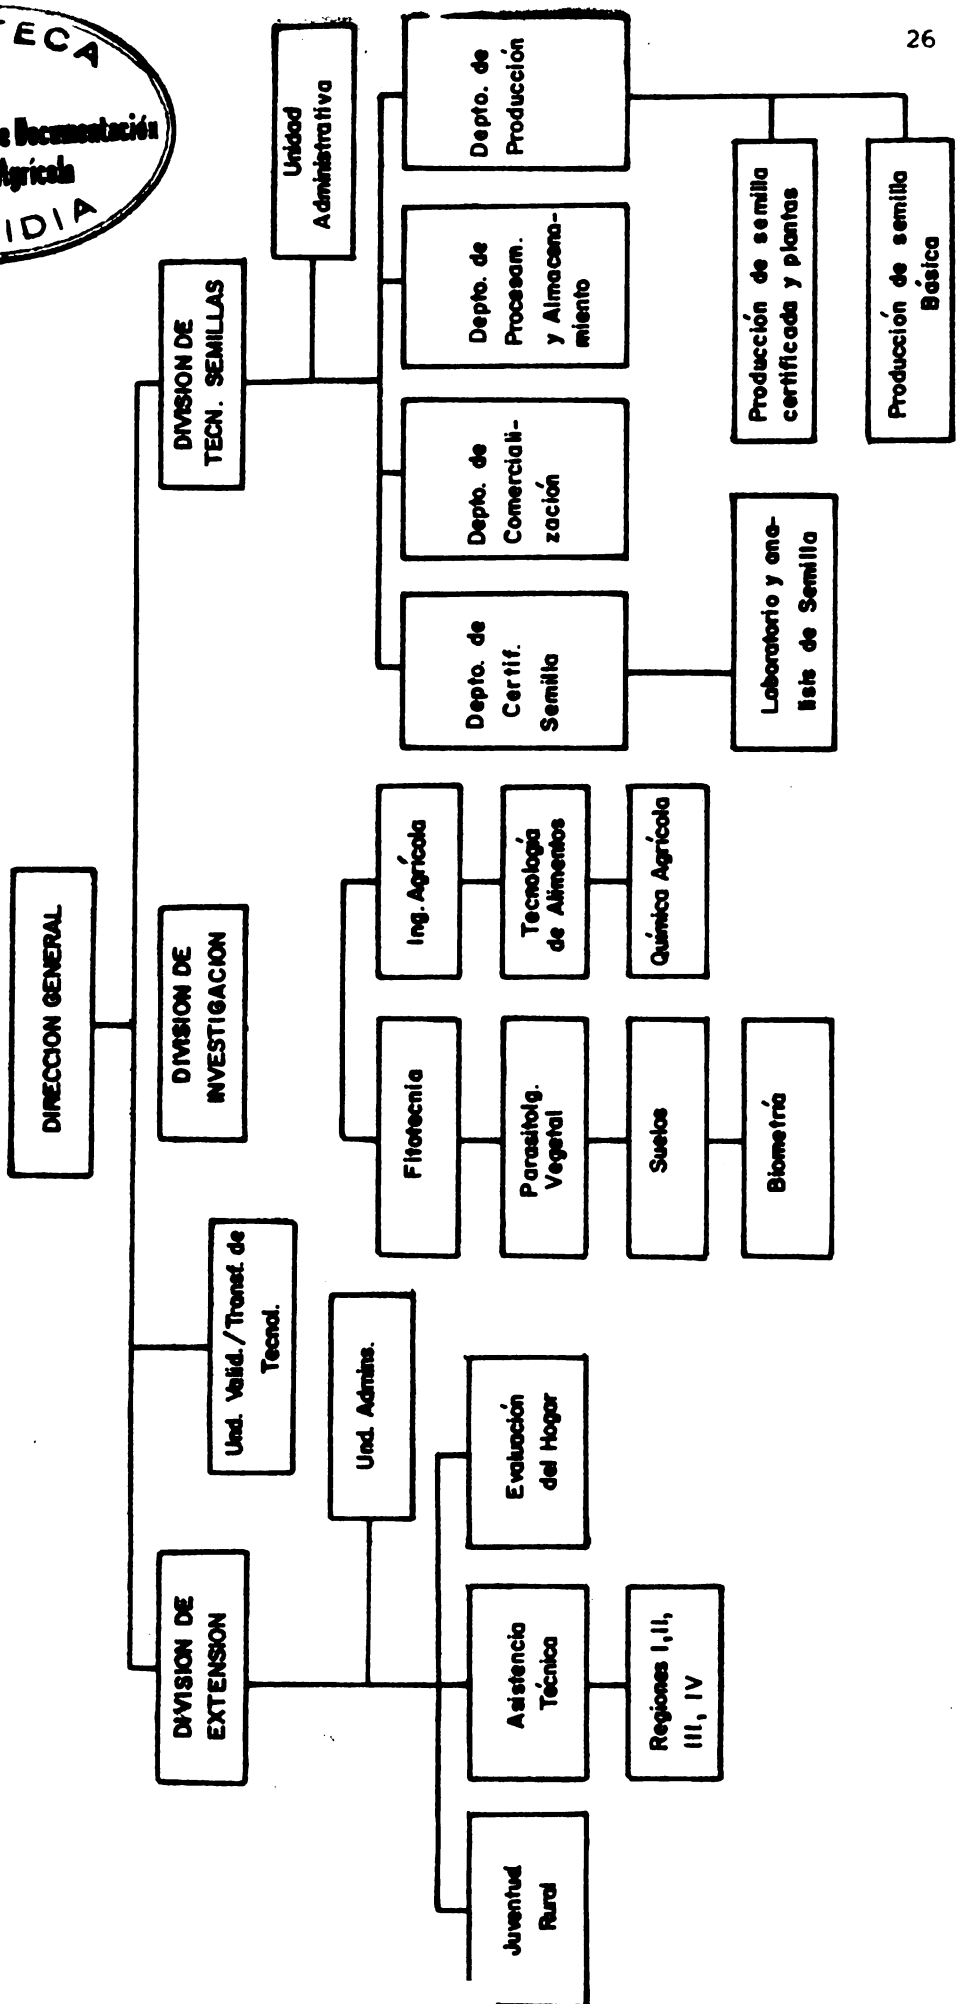 26
TECA
e Documentación
Agrícola
IDIA
DIRECCION GENERAL
DIVISION DE
EXTENSION
Und. Valid./Transf. de
Tecnol.
DIVISION DE
INVESTIGACION
DIVISION DE
TECN. SEMILLAS
Und. Admins.
Unidad
Administrativa
Juventud
Rural
Asistencia
Técnica
Evaluación
del Hogar
Regiones I, II,
III, IV
Fitotecnia
Parasitolg.
Vegetal
Suelos
Biometría
Ing. Agrícola
Tecnología
de Alimentos
Química Agrícola
Depto. de
Certif.
Semilla
Depto. de
Comerciali-
zación
Depto. de
Procesam.
y Almacena-
miento
Depto. de
Producción
Laboratorio y aná-
lisis de Semilla
Producción de semilla
certificada y plantas
Producción de semilla
Básica